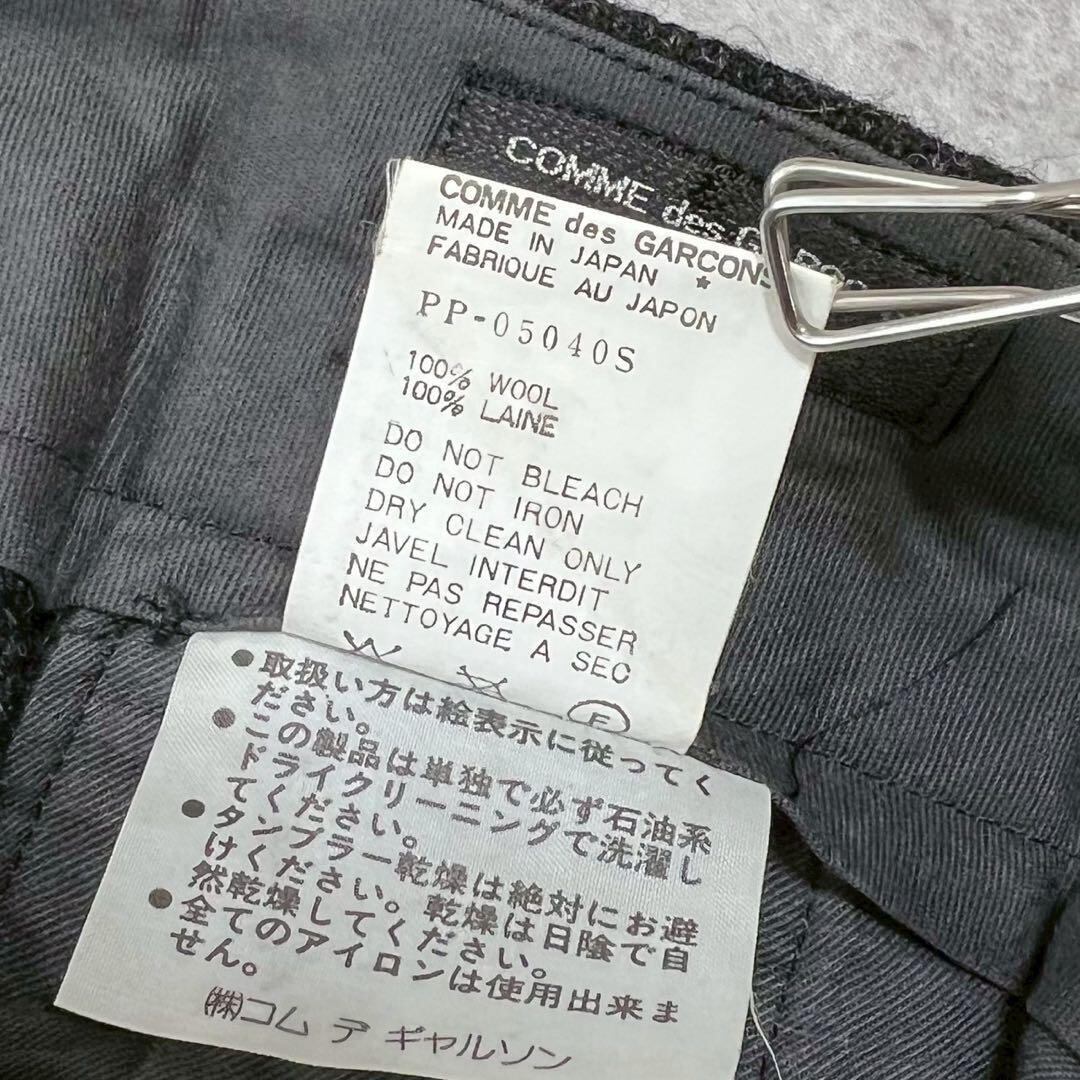 COMME des GARCONS
COMME des GARCONS
MADE IN JAPAN *
FABRIQUE AU JAPON
PP-05040S
100% WOOL
100% LAINE
DO NOT BLEACH
DO NOT IRON
DRY CLEAN ONLY
JAVEL INTERDIT
NE PAS REPASSER
NETTOYAGE A SEC
F
●取扱い方は絵表示に従ってく
ださい。
●この製品は単独で必ず石油系
ドライクリーニングで洗濯し
てください。
●タンブラー乾燥は絶対にお避
けください。乾燥は日陰で自
然乾燥してください。
●全てのアイロンは使用出来ま
せん。
㈱コム デ ギャルソン